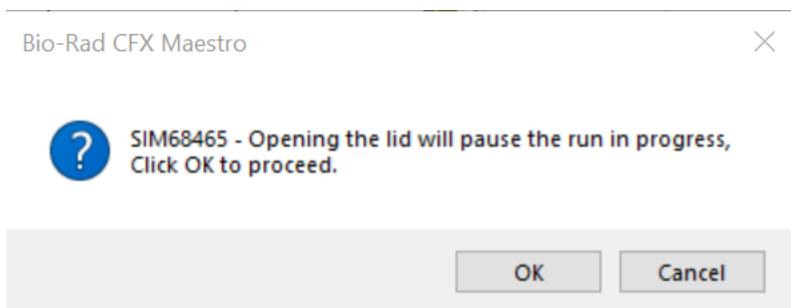 Bio-Rad CFX Maestro
SIM68465 - Opening the lid will pause the run in progress,
Click OK to proceed.
OK
Cancel